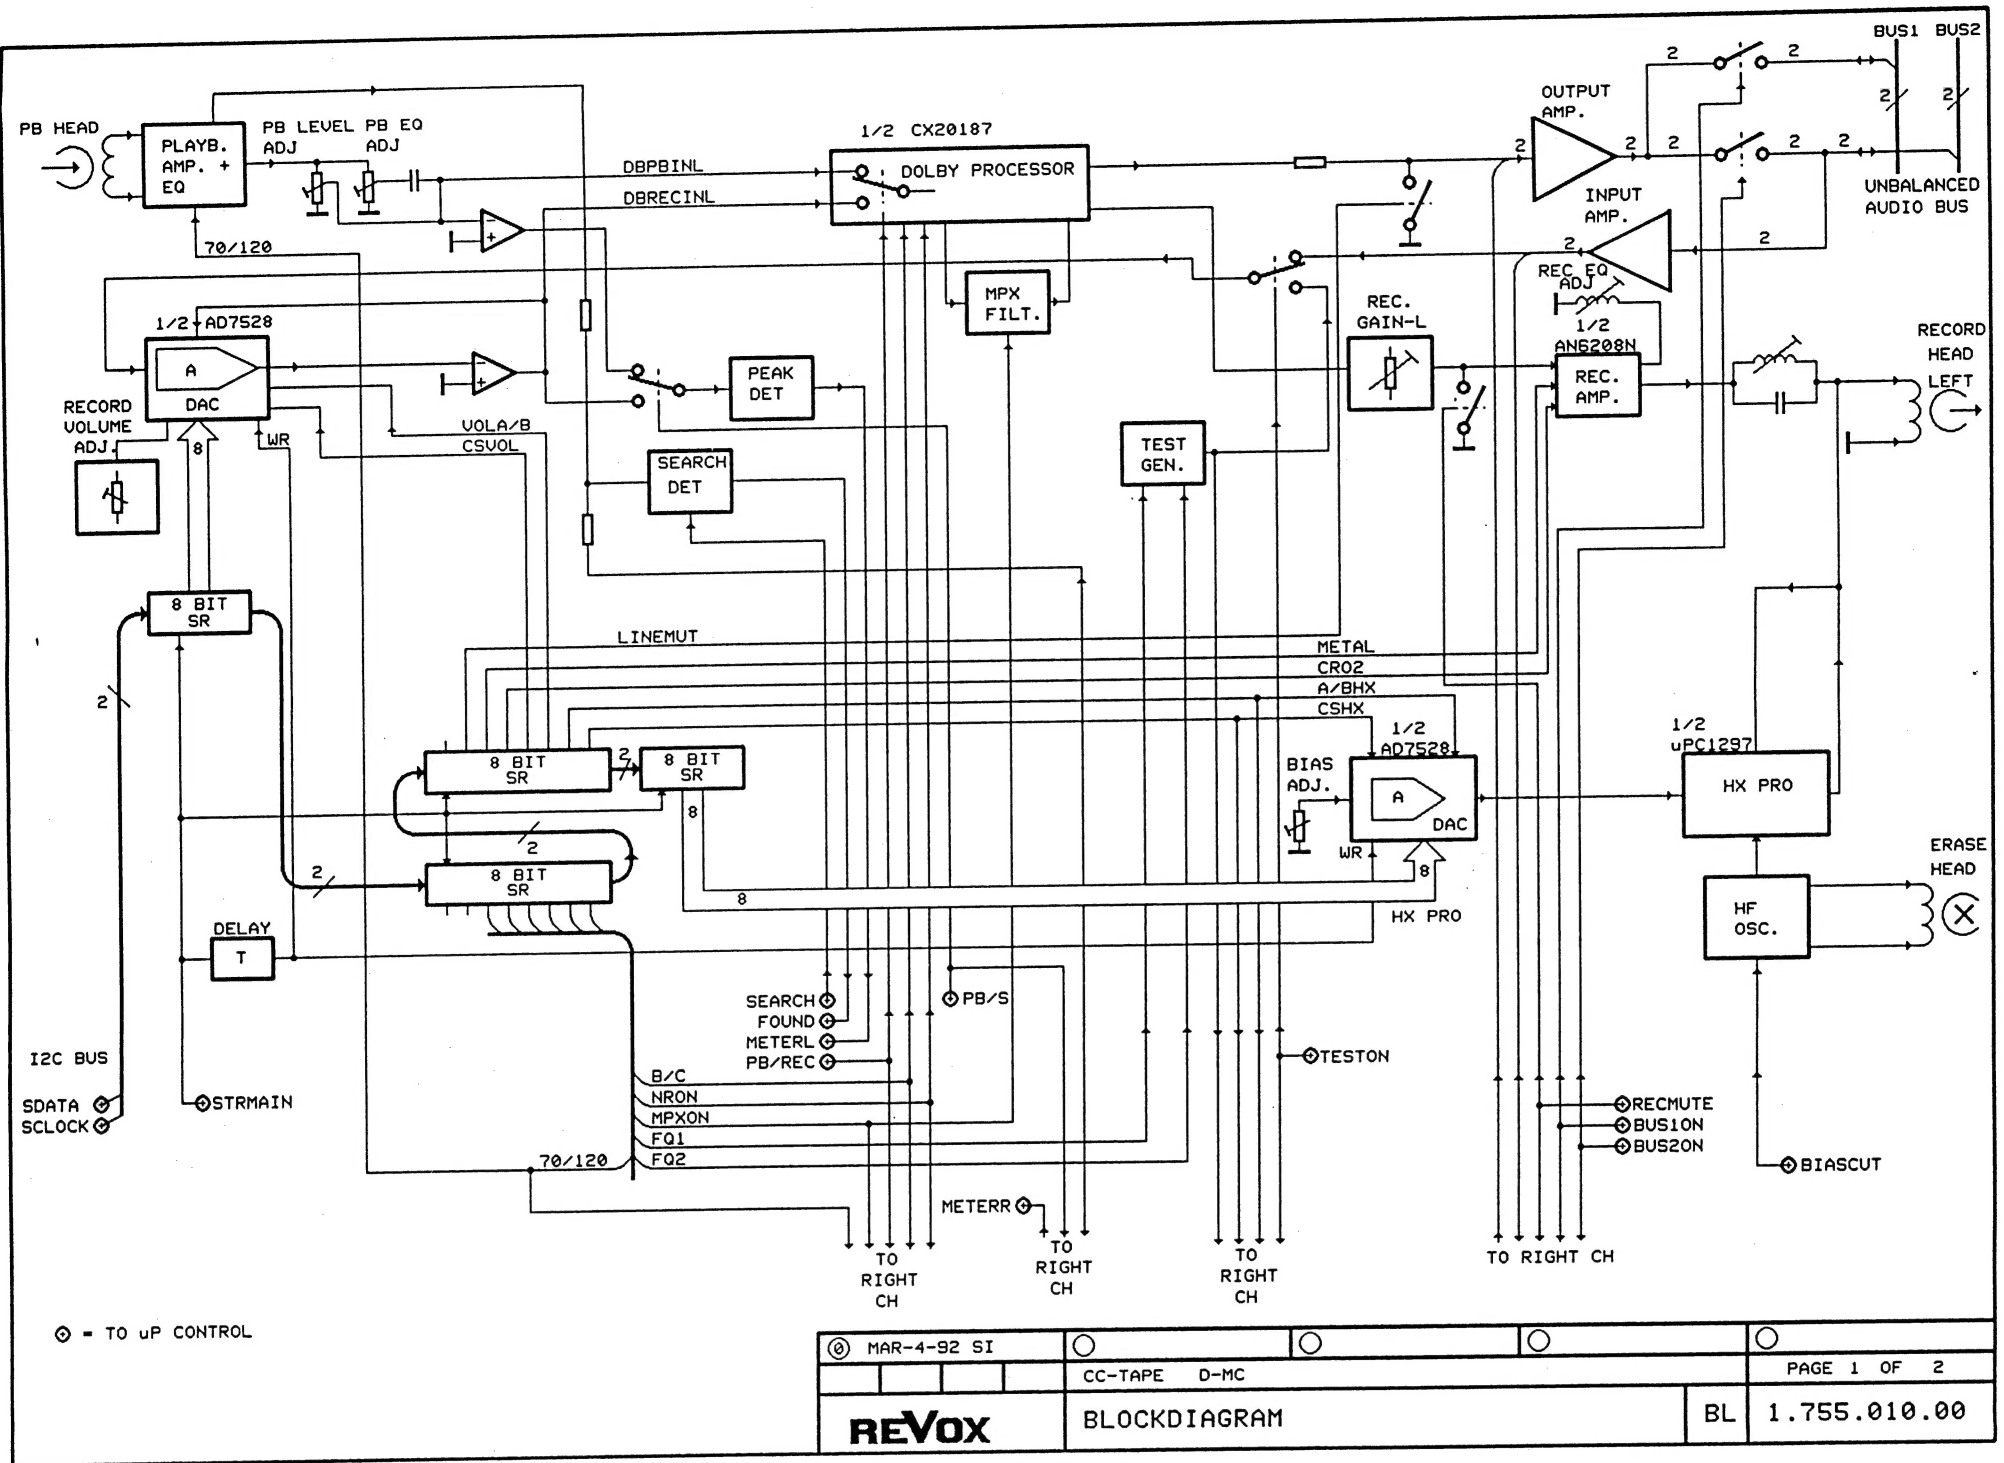 BUS1 BUS2
2 2
OUTPUT
AMP.
2 2
PB HEAD
PLAYB.
AMP. +
EQ
PB LEVEL PB EQ
ADJ ADJ
1/2 CX20187
DOLBY PROCESSOR
DBPBINL
DBRECINL
2 2 2 2
UNBALANCED
AUDIO BUS
INPUT
AMP.
2 2
70/120
REC EQ
ADJ
MPX
FILT.
REC.
GAIN-L
1/2
AN6208N
REC.
AMP.
RECORD
HEAD
LEFT
1/2 AD7528
A
DAC
RECORD
VOLUME
ADJ.
8
WR
VOLA/B
CSVOL
PEAK
DET
SEARCH
DET
TEST
GEN.
8 BIT
SR
2
LINEMUT
METAL
CRO2
A/BHX
CSHX
8 BIT
SR
2
8 BIT
SR
8
1/2
AD7528
BIAS
ADJ.
A
DAC
WR
8
1/2
uPC1297
HX PRO
2
2
8 BIT
SR
8
HX PRO
ERASE
HEAD
HF
OSC.
DELAY
T
SEARCH
FOUND
METERL
PB/REC
PB/S
TESTON
I2C BUS
SDATA
SCLOCK
STRMAIN
B/C
NRON
MPXON
FQ1
FQ2
70/120
RECMUTE
BUS1ON
BUS2ON
BIASCUT
METERR
TO
RIGHT
CH
TO
RIGHT
CH
TO
RIGHT
CH
TO RIGHT CH
= TO uP CONTROL
0 MAR-4-92 SI
CC-TAPE D-MC
PAGE 1 OF 2
REVOX
BLOCKDIAGRAM
BL 1.755.010.00